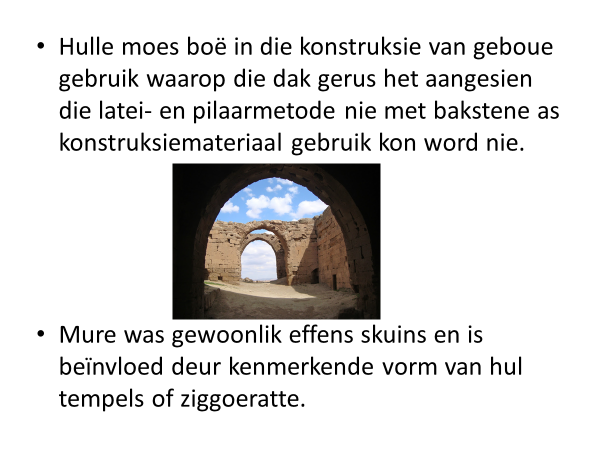 • Hulle moes boë in die konstruksie van geboue
gebruik waarop die dak gerus het aangesien
die latei- en pilaarmetode nie met bakstene as
konstruksiemateriaal gebruik kon word nie.
• Mure was gewoonlik effens skuins en is
beïnvloed deur kenmerkende vorm van hul
tempels of ziggoeratte.